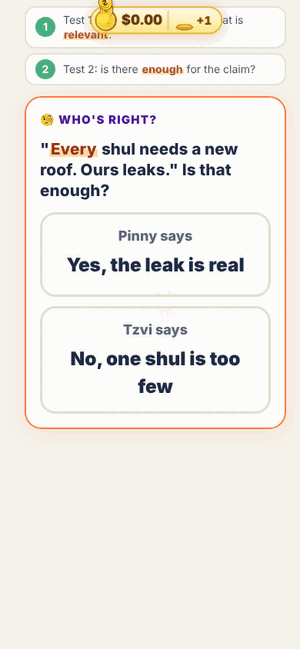 1 Test 1 at is
$0.00 +1
relevant.
2 Test 2: is there enough for the claim?
WHO'S RIGHT?
"Every shul needs a new
roof. Ours leaks." Is that
enough?
Pinny says
Yes, the leak is real
Tzvi says
No, one shul is too
few